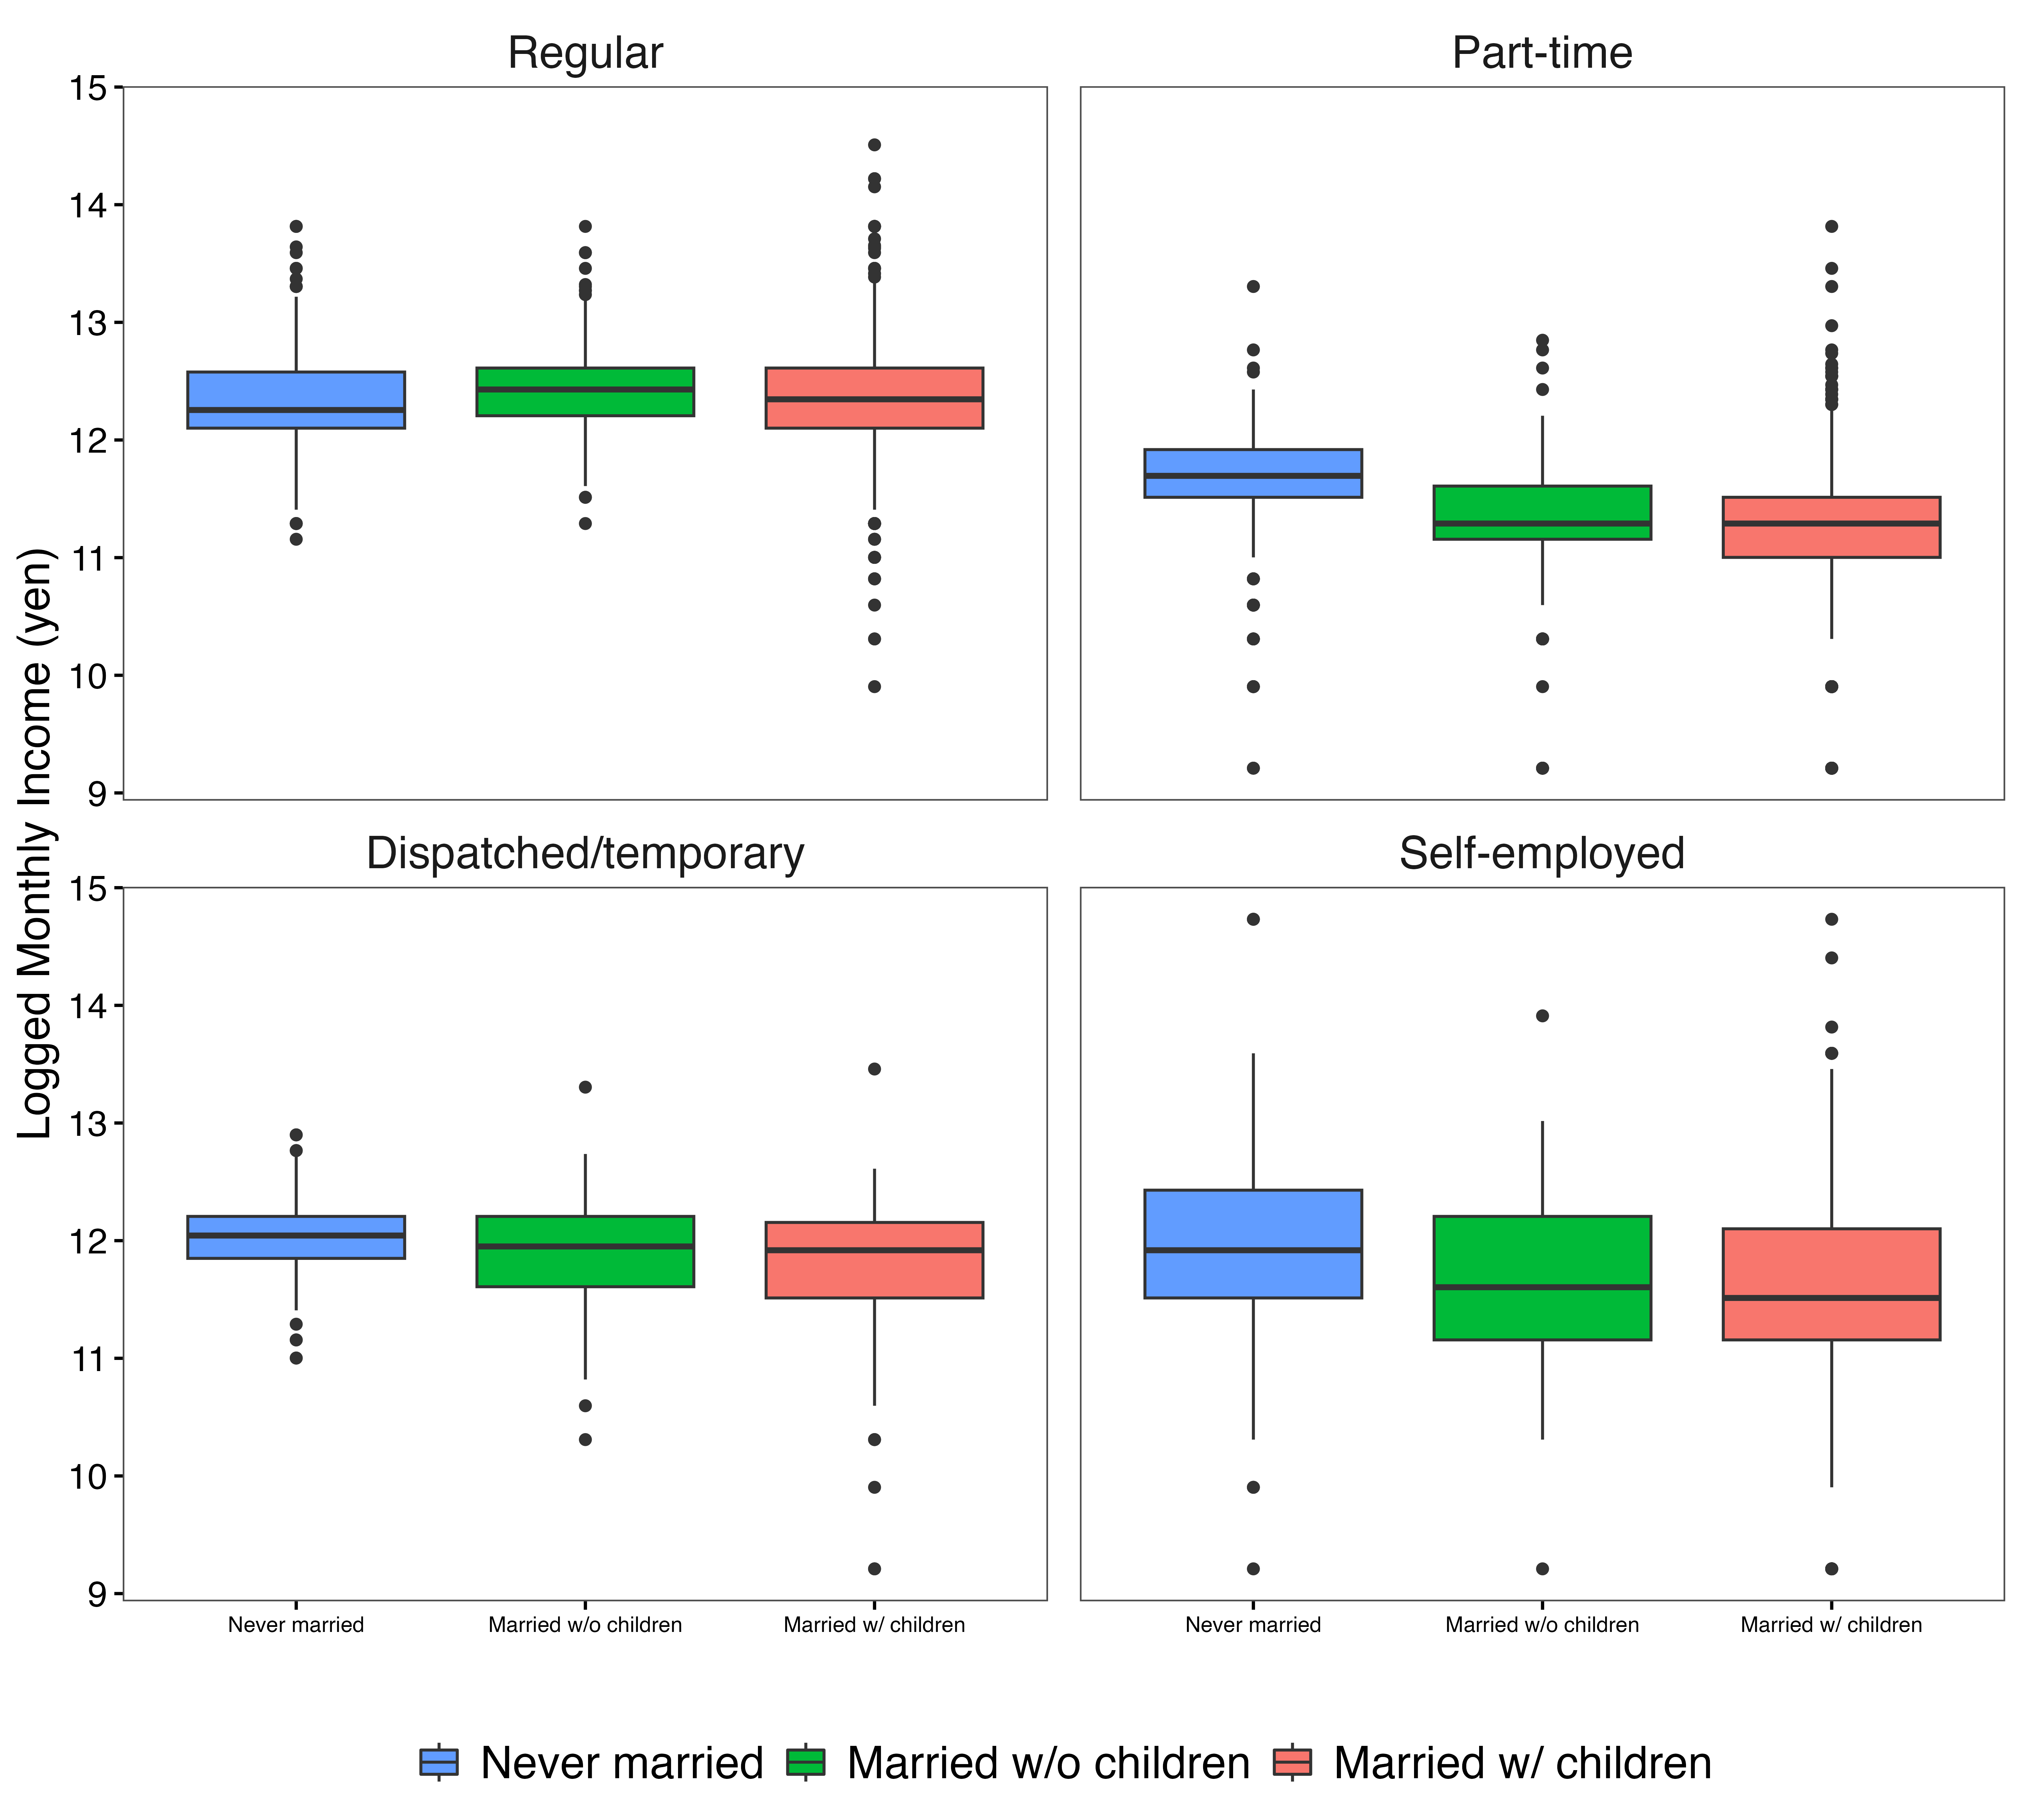 Regular
Part-time
15
14
13
12
11
10
9
Logged Monthly Income (yen)
Dispatched/temporary
Self-employed
15
14
13
12
11
10
9
Never married
Married w/o children
Married w/ children
Never married
Married w/o children
Married w/ children
Never married
Married w/o children
Married w/ children